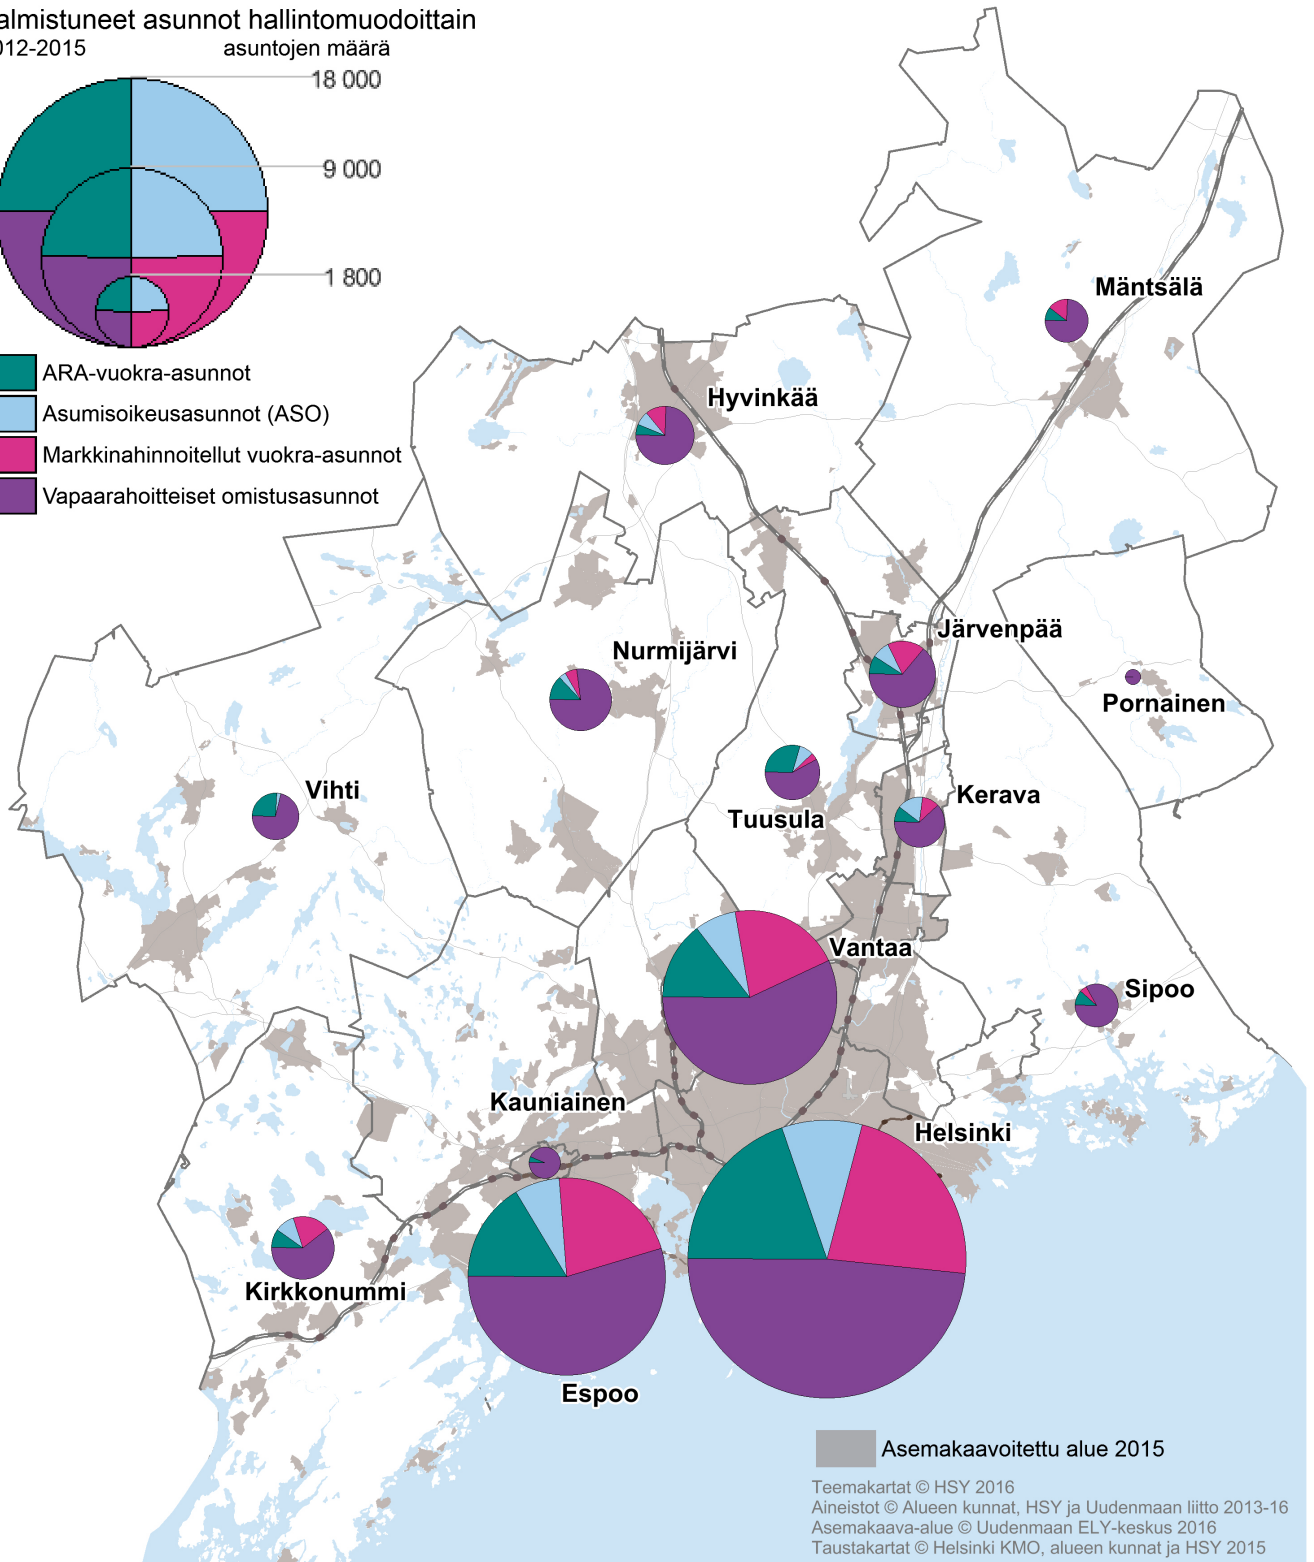 almistuneet asunnot hallintomuodoittain
012-2015 asuntojen määrä
18 000
9 000
1 800
ARA-vuokra-asunnot
Asumisoikeusasunnot (ASO)
Markkinahinnoitellut vuokra-asunnot
Vapaarahoitteiset omistusasunnot
Mäntsälä
Hyvinkää
Järvenpää
Nurmijärvi
Pornainen
Vihti
Kerava
Tuusula
Vantaa
Sipoo
Kauniainen
Helsinki
Kirkkonummi
Espoo
Asemakaavoitettu alue 2015
Teemakartat © HSY 2016
Aineistot © Alueen kunnat, HSY ja Uudenmaan liitto 2013-16
Asemakaava-alue © Uudenmaan ELY-keskus 2016
Taustakartat © Helsinki KMO, alueen kunnat ja HSY 2015